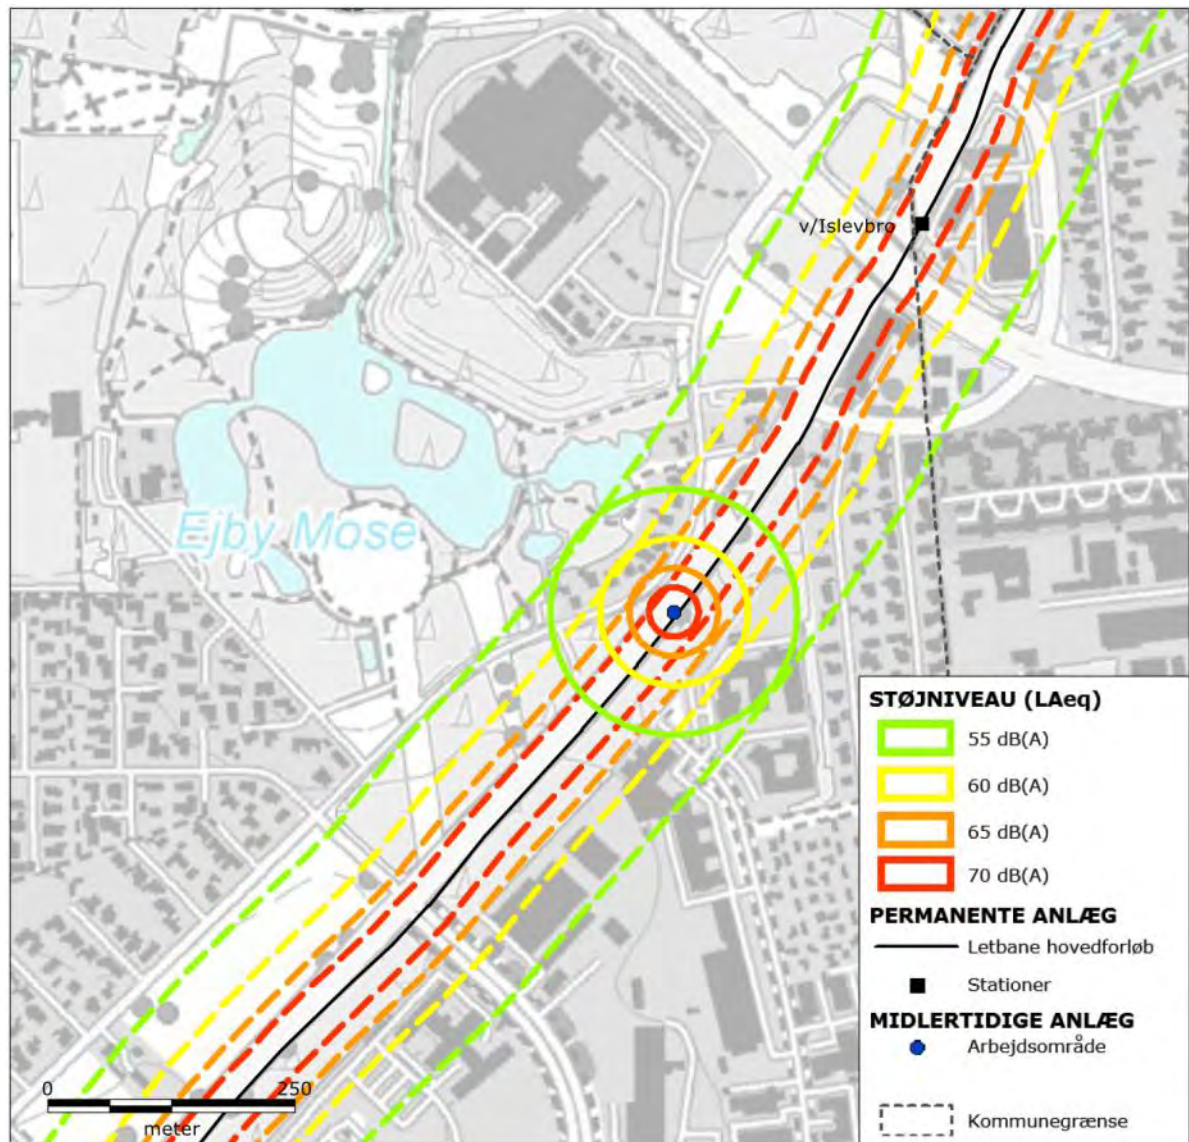 v/Islevbro
Ejby Mose
STØJNIVEAU (LAeq)
55 dB(A)
60 dB(A)
65 dB(A)
70 dB(A)
PERMANENTE ANLÆG
Letbane hovedforløb
Stationer
MIDLERTIDIGE ANLÆG
Arbejdsområde
Kommunegrænse
0 250
meter